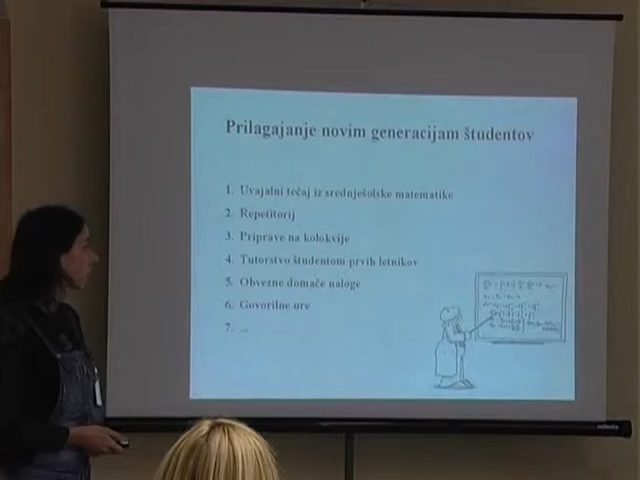 Prilagajanje novim generacijam študentov
1. Uvajalni tečaj iz srednješolske matematike
2. Repetitorij
3. Priprave na kolokvije
4. Tutorstvo študentom prvih letnikov
5. Obvezne domače naloge
6. Govorilne ure
7. ...